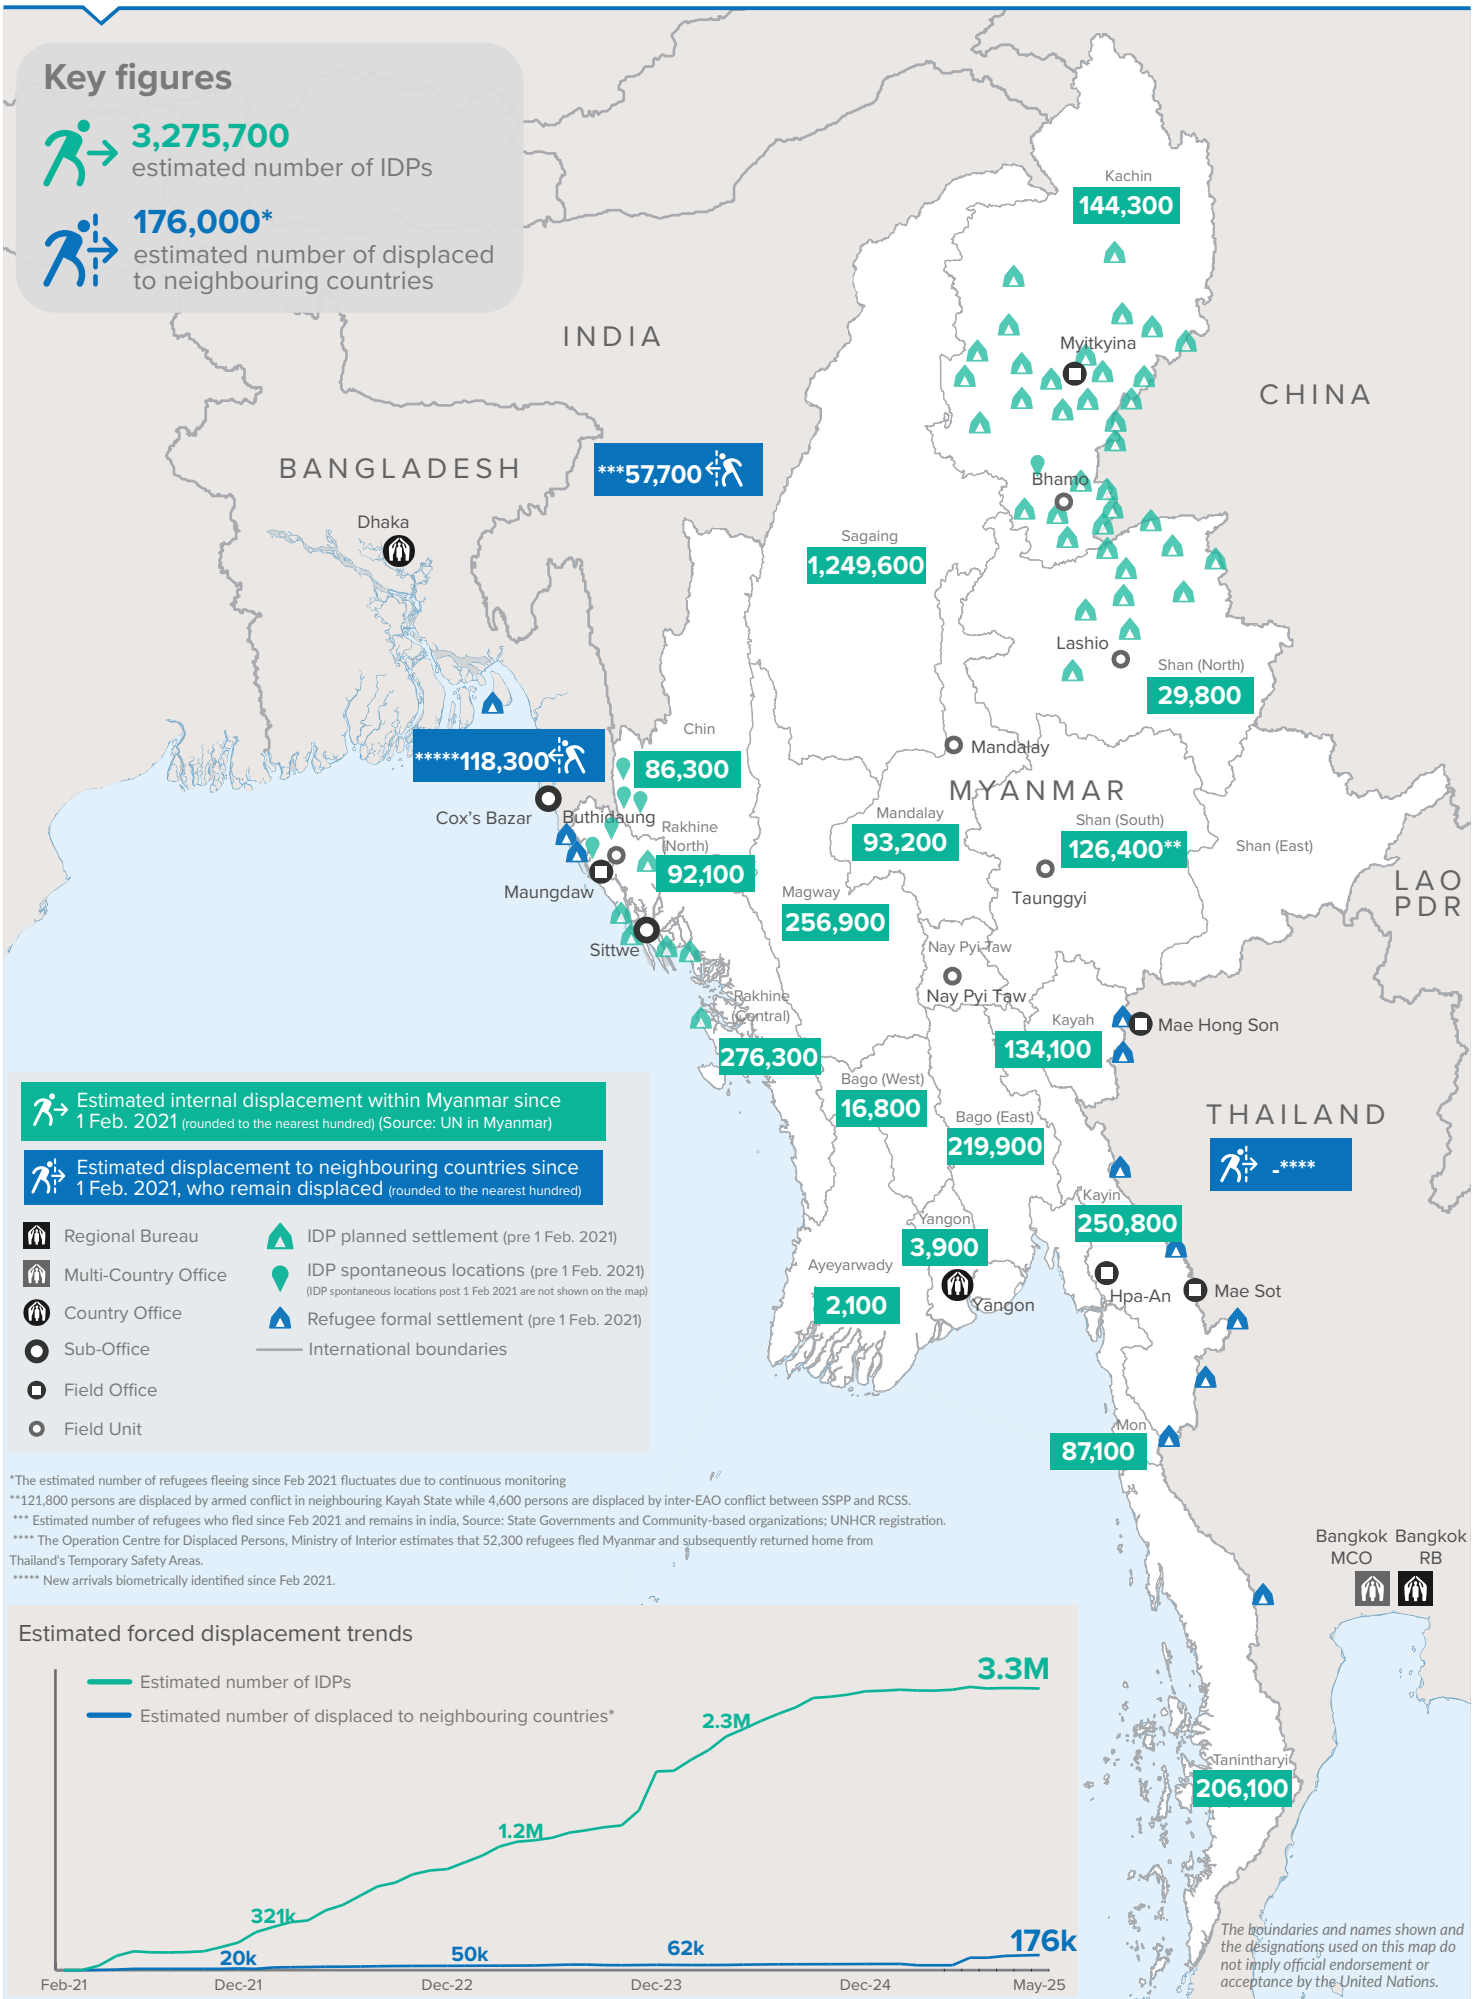 Key figures
3,275,700
estimated number of IDPs
176,000*
estimated number of displaced
to neighbouring countries
INDIA
CHINA
BANGLADESH
Dhaka
***57,700
Kachin
144,300
Myitkyina
Bhamo
Sagaing
1,249,600
Lashio
Shan (North)
29,800
Chin
86,300
*****118,300
Cox's Bazar
Buthidaung
Rakhine
(North)
92,100
Maungdaw
Sittwe
Mandalay
MYANMAR
Mandalay
93,200
Shan (South)
126,400**
Shan (East)
Taunggyi
LAO
PDR
Magway
256,900
Nay Pyi-Taw
Nay Pyi Taw
Rakhine
(Central)
276,300
Kayah
134,100
Mae Hong Son
Bago (West)
16,800
Bago (East)
219,900
THAILAND
-****
Kayin
250,800
Yangon
3,900
Yangon
Ayeyarwady
2,100
Hpa-An
Mae Sot
Mon
87,100
Bangkok
MCO
Bangkok
RB
Tanintharyi
206,100
Estimated internal displacement within Myanmar since
1 Feb. 2021 (rounded to the nearest hundred) (Source: UN in Myanmar)
Estimated displacement to neighbouring countries since
1 Feb. 2021, who remain displaced (rounded to the nearest hundred)
Regional Bureau
Multi-Country Office
Country Office
Sub-Office
Field Office
Field Unit
IDP planned settlement (pre 1 Feb. 2021)
IDP spontaneous locations (pre 1 Feb. 2021)
(IDP spontaneous locations post 1 Feb 2021 are not shown on the map)
Refugee formal settlement (pre 1 Feb. 2021)
International boundaries
*The estimated number of refugees fleeing since Feb 2021 fluctuates due to continuous monitoring
**121,800 persons are displaced by armed conflict in neighbouring Kayah State while 4,600 persons are displaced by inter-EAO conflict between SSPP and RCSS.
*** Estimated number of refugees who fled since Feb 2021 and remains in india, Source: State Governments and Community-based organizations; UNHCR registration.
**** The Operation Centre for Displaced Persons, Ministry of Interior estimates that 52,300 refugees fled Myanmar and subsequently returned home from
Thailand's Temporary Safety Areas.
***** New arrivals biometrically identified since Feb 2021.
Estimated forced displacement trends
Estimated number of IDPs
Estimated number of displaced to neighbouring countries*
3.3M
2.3M
1.2M
321k
20k
50k
62k
176k
Feb-21
Dec-21
Dec-22
Dec-23
Dec-24
May-25
The boundaries and names shown and
the designations used on this map do
not imply official endorsement or
acceptance by the United Nations.